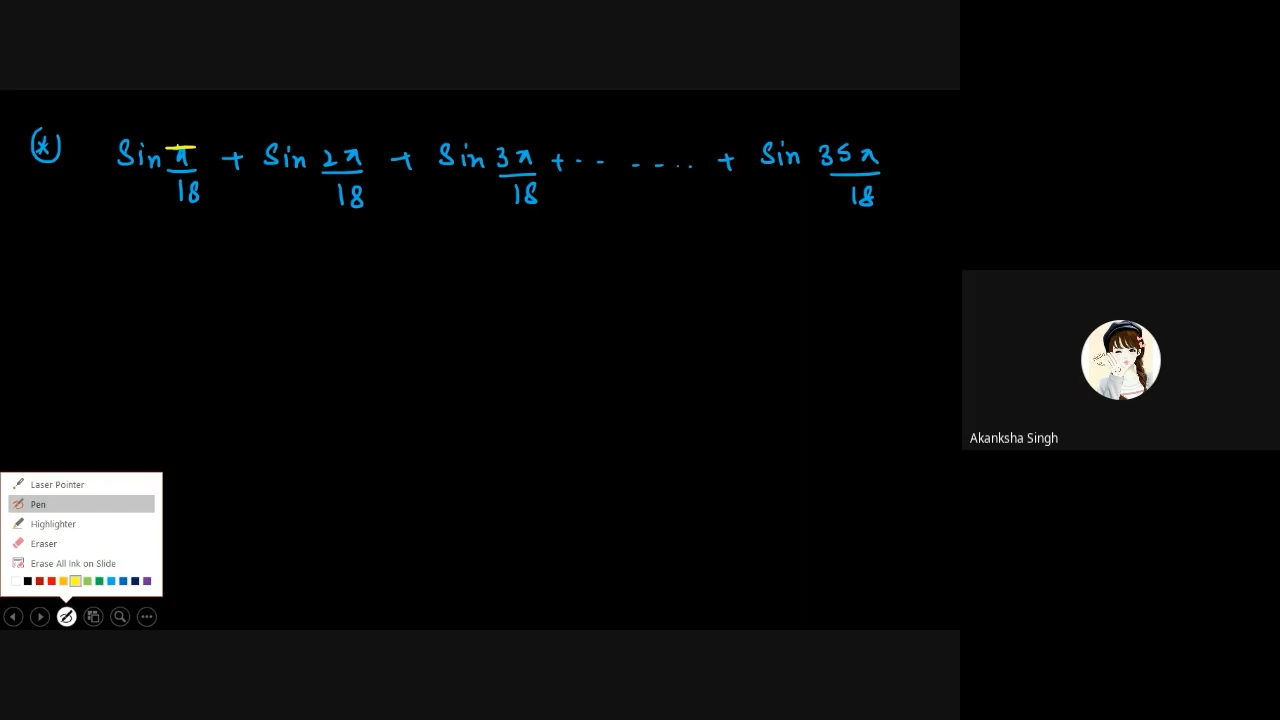 (*) Sin π/18 + Sin 2π/18 + Sin 3π/18 + .. .... + Sin 35π/18
Akanksha Singh
Laser Pointer
Pen
Highlighter
Eraser
Erase All Ink on Slide